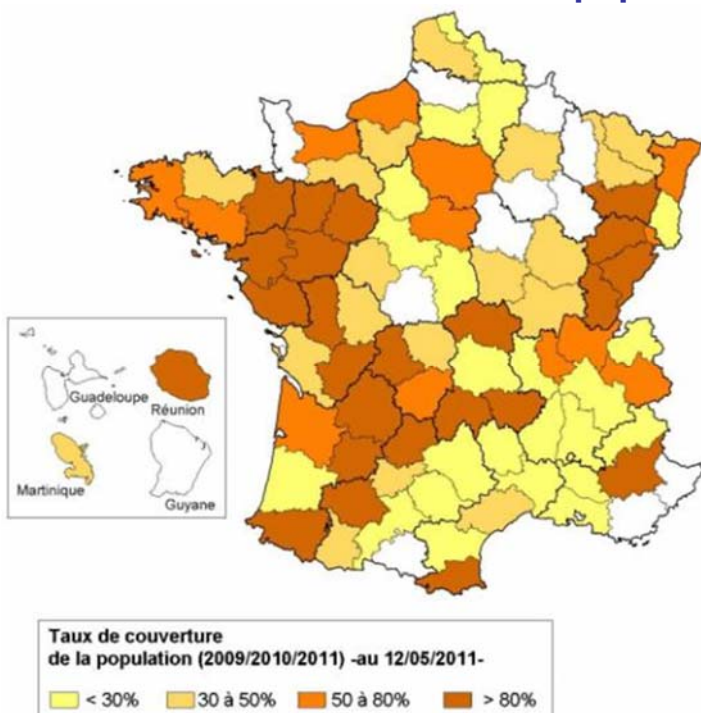 Guadeloupe
Réunion
Martinique
Guyane
Taux de couverture
de la population (2009/2010/2011) -au 12/05/2011-
< 30%
30 à 50%
50 à 80%
> 80%